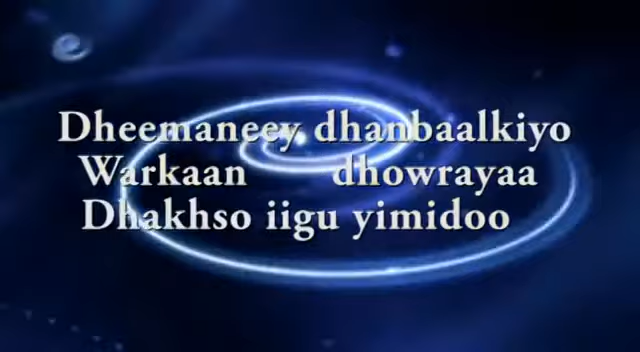 Dheemaneey dhanbaalkiyo
Warkaan dhowrayaa
Dhakhso iigu yimidoo